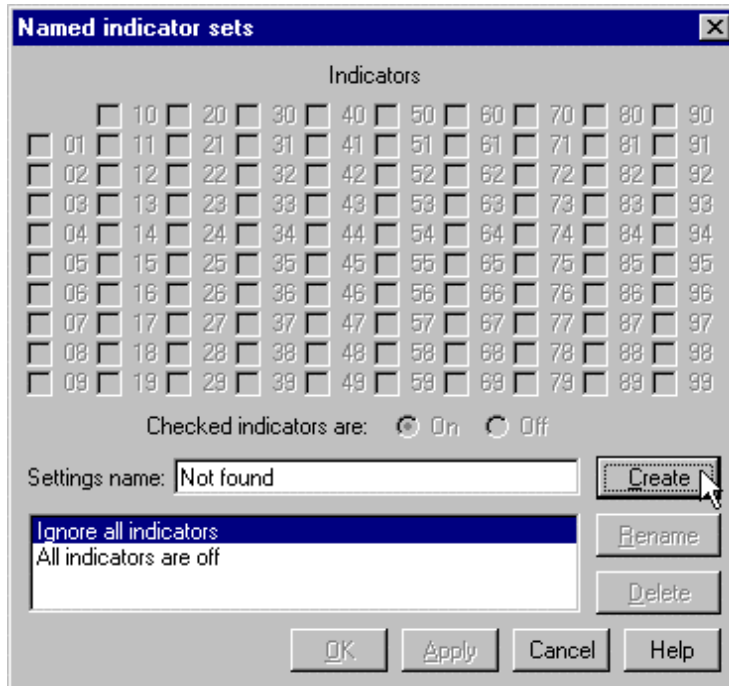 Named indicator sets
Indicators
10 20 30 40 50 60 70 80 90
01 11 21 31 41 51 61 71 81 91
02 12 22 32 42 52 62 72 82 92
03 13 23 33 43 53 63 73 83 93
04 14 24 34 44 54 64 74 84 94
05 15 25 35 45 55 65 75 85 95
06 16 26 36 46 56 66 76 86 96
07 17 27 37 47 57 67 77 87 97
08 18 28 38 48 58 68 78 88 98
09 19 29 39 49 59 69 79 89 99
Checked indicators are: On Off
Settings name: Not found Create
Ignore all indicators Rename
All indicators are off
Delete
OK Apply Cancel Help